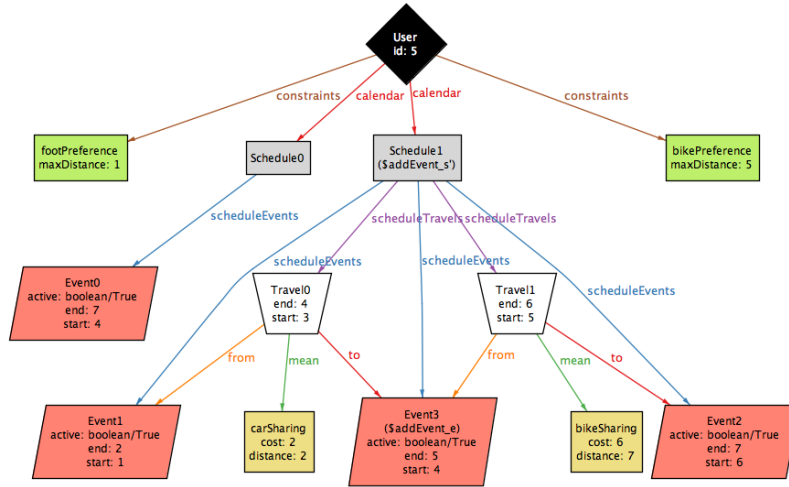 User
id: 5
constraints
calendar
calendar
constraints
footPreference
maxDistance: 1
Schedule0
Schedule1
($addEvent_s')
bikePreference
maxDistance: 5
scheduleEvents
scheduleTravels
scheduleTravels
scheduleEvents
scheduleEvents
scheduleEvents
Event0
active: boolean/True
end: 7
start: 4
Travel0
end: 4
start: 3
Travel1
end: 6
start: 5
from
mean
to
from
mean
to
Event1
active: boolean/True
end: 2
start: 1
carSharing
cost: 2
distance: 2
Event3
($addEvent_e)
active: boolean/True
end: 5
start: 4
bikeSharing
cost: 6
distance: 7
Event2
active: boolean/True
end: 7
start: 6